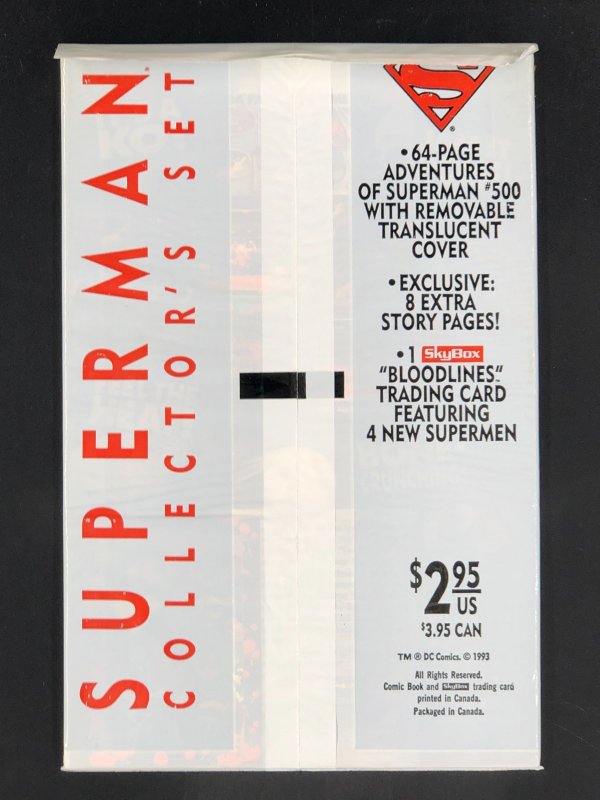 SUPERMAN
COLLECTOR'S SET
S
®
•64-PAGE
ADVENTURES
OF SUPERMAN #500
WITH REMOVABLE
TRANSLUCENT
COVER
•EXCLUSIVE:
8 EXTRA
STORY PAGES!
•1 SkyBox
"BLOODLINES"
TRADING CARD
FEATURING
4 NEW SUPERMEN
$2.95
US
$3.95 CAN
TM ® DC Comics. © 1993
All Rights Reserved.
Comic Book and SkyBox trading card
printed in Canada.
Packaged in Canada.